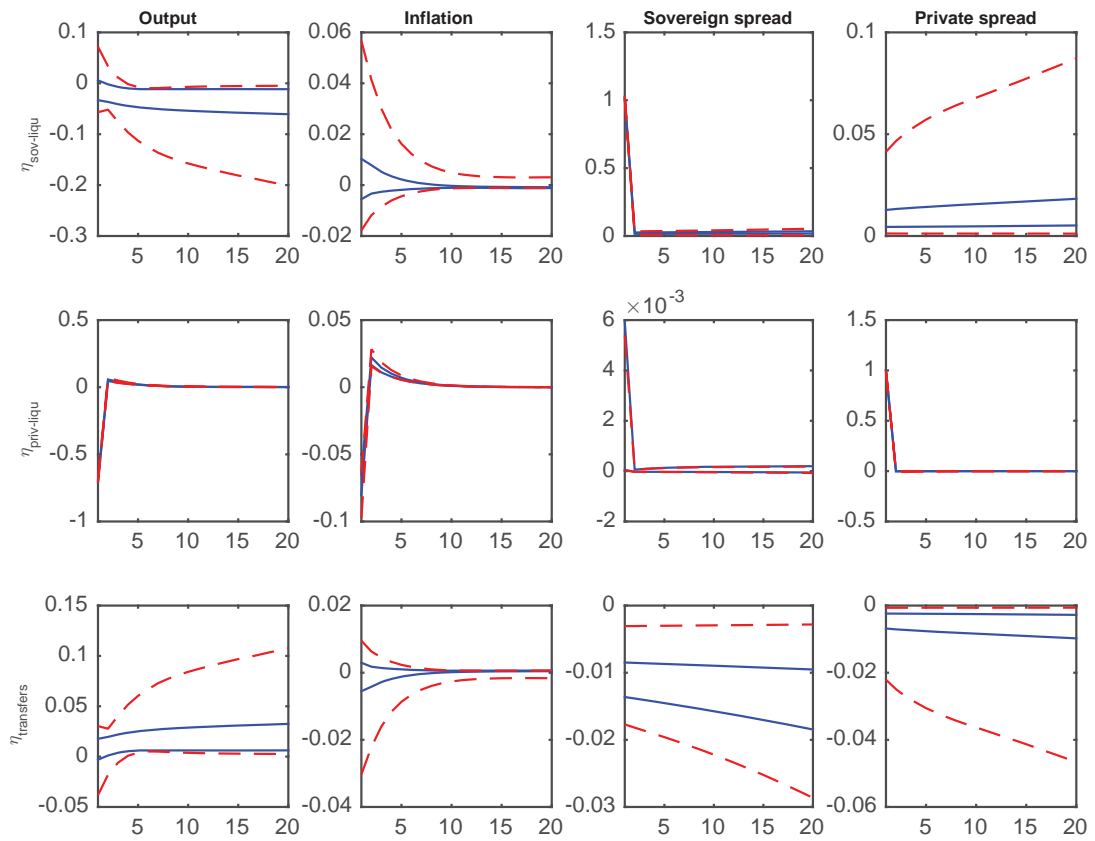 Output Inflation Sovereign spread Private spread
0.1 0.06 1.5 0.1
0 0.04 1 0.05
-0.1 0.02 0.5 0
-0.2 0
-0.3 -0.02 0
5 10 15 20 5 10 15 20 5 10 15 20 5 10 15 20
η sov-liqu
×10 -3
0.5 0.05 6 1.5
0 0 4 1
-0.5 -0.05 2 0.5
-1 -0.1 0 0
-2 -0.5
5 10 15 20 5 10 15 20 5 10 15 20 5 10 15 20
η priv-liqu
0.15 0.02 0 0
0.1 0 -0.01 -0.02
0.05 -0.02 -0.02 -0.04
0 -0.04 -0.03 -0.06
-0.05
5 10 15 20 5 10 15 20 5 10 15 20 5 10 15 20
η transfers